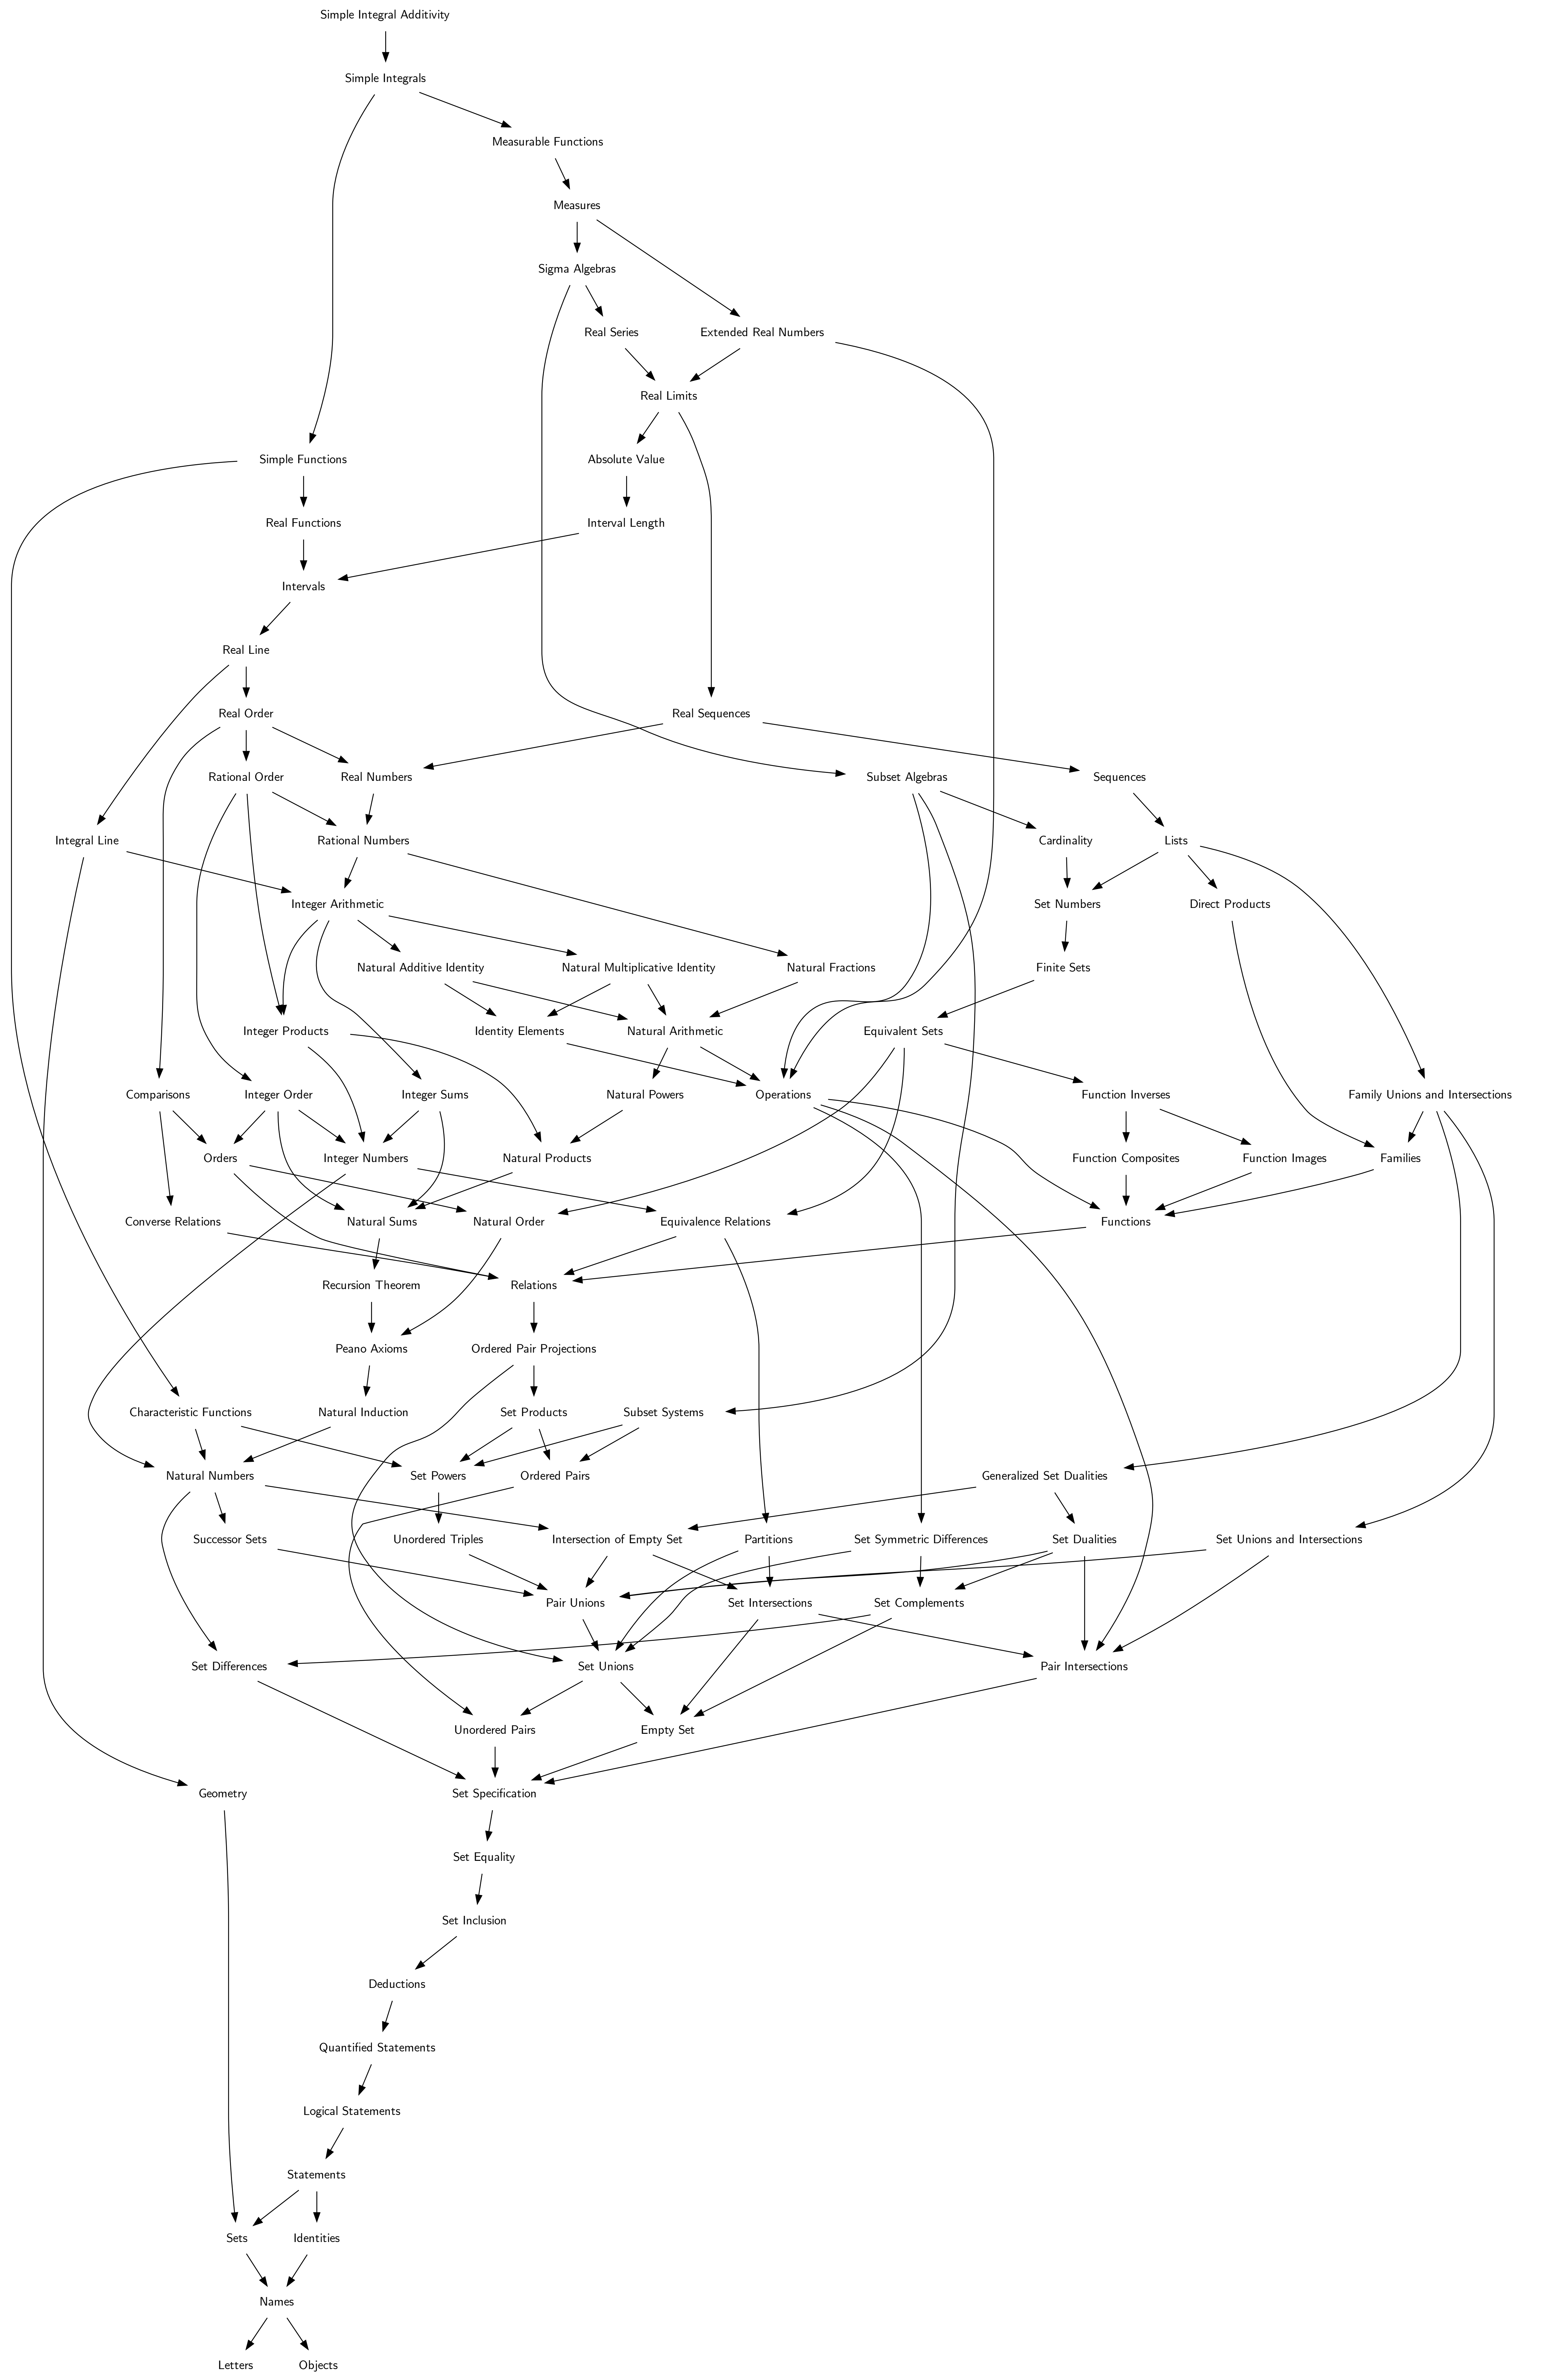 Simple Integral Additivity
Simple Integrals
Measurable Functions
Measures
Sigma Algebras
Real Series
Extended Real Numbers
Real Limits
Simple Functions
Absolute Value
Real Functions
Interval Length
Intervals
Real Line
Real Order
Real Sequences
Rational Order
Real Numbers
Subset Algebras
Sequences
Integral Line
Rational Numbers
Cardinality
Lists
Integer Arithmetic
Set Numbers
Direct Products
Natural Additive Identity
Natural Multiplicative Identity
Natural Fractions
Finite Sets
Integer Products
Identity Elements
Natural Arithmetic
Equivalent Sets
Comparisons
Integer Order
Integer Sums
Natural Powers
Operations
Function Inverses
Family Unions and Intersections
Orders
Integer Numbers
Natural Products
Function Composites
Function Images
Families
Converse Relations
Natural Sums
Natural Order
Equivalence Relations
Functions
Recursion Theorem
Relations
Peano Axioms
Ordered Pair Projections
Characteristic Functions
Natural Induction
Set Products
Subset Systems
Natural Numbers
Set Powers
Ordered Pairs
Generalized Set Dualities
Successor Sets
Unordered Triples
Intersection of Empty Set
Partitions
Set Symmetric Differences
Set Dualities
Set Unions and Intersections
Pair Unions
Set Intersections
Set Complements
Set Differences
Set Unions
Pair Intersections
Unordered Pairs
Empty Set
Geometry
Set Specification
Set Equality
Set Inclusion
Deductions
Quantified Statements
Logical Statements
Statements
Sets
Identities
Names
Letters
Objects